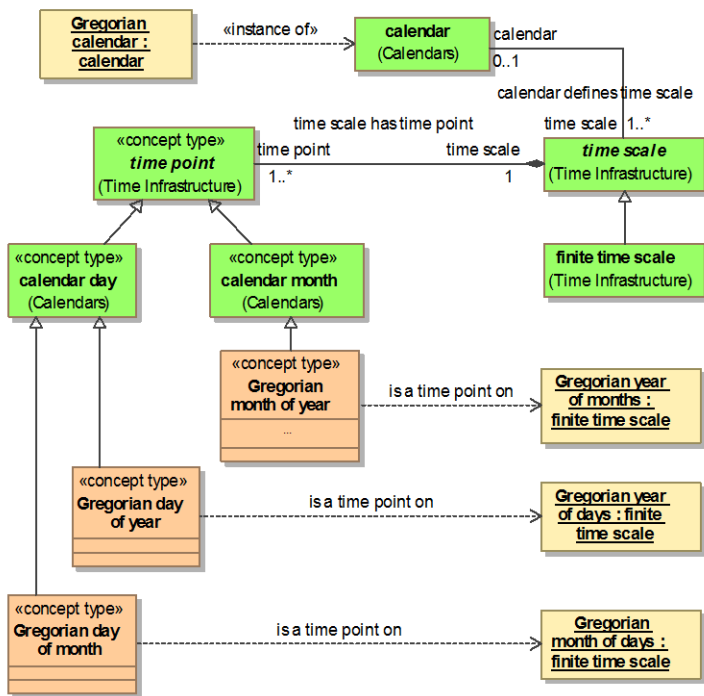 Gregorian
calendar :
calendar
«instance of»
calendar
(Calendars)
calendar
0..1
calendar defines time scale
time scale has time point
time scale 1..*
«concept type»
time point
(Time Infrastructure)
time point
1..*
time scale
1
time scale
(Time Infrastructure)
«concept type»
calendar day
(Calendars)
«concept type»
calendar month
(Calendars)
finite time scale
(Time Infrastructure)
«concept type»
Gregorian
month of year
...
is a time point on
Gregorian year
of months :
finite time scale
«concept type»
Gregorian day
of year
is a time point on
Gregorian year
of days : finite
time scale
«concept type»
Gregorian day
of month
is a time point on
Gregorian
month of days :
finite time scale